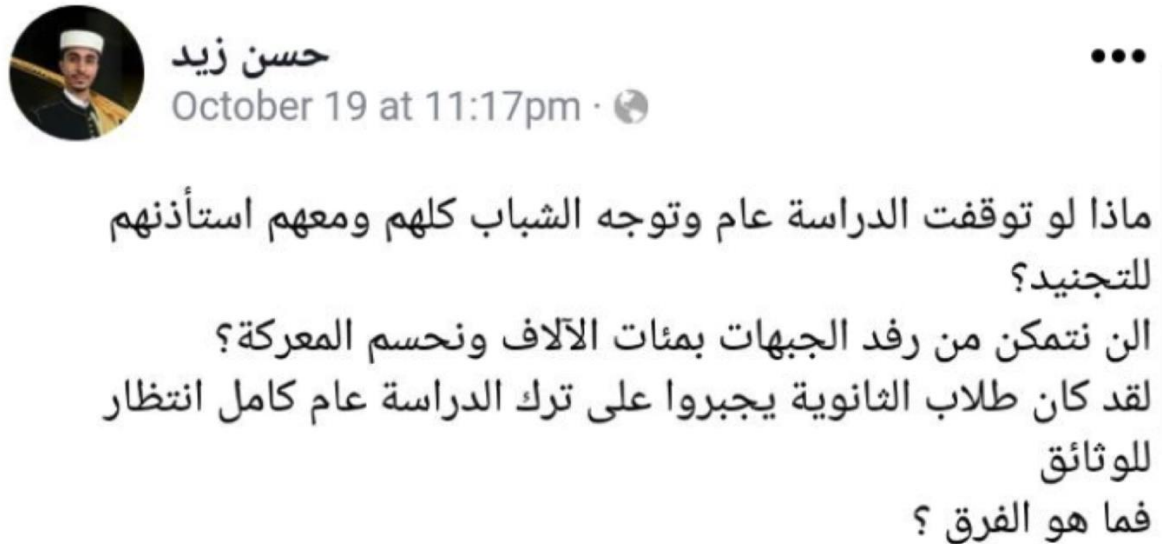 حسن زيد
October 19 at 11:17pm ·
ماذا لو توقفت الدراسة عام وتوجه الشباب كلهم ومعهم استأذنهم
للتجنيد؟
الن نتمكن من رفد الجبهات بمئات الآلاف ونحسم المعركة؟
لقد كان طلاب الثانوية يجبروا على ترك الدراسة عام كامل انتظار
للوثائق
فما هو الفرق ؟